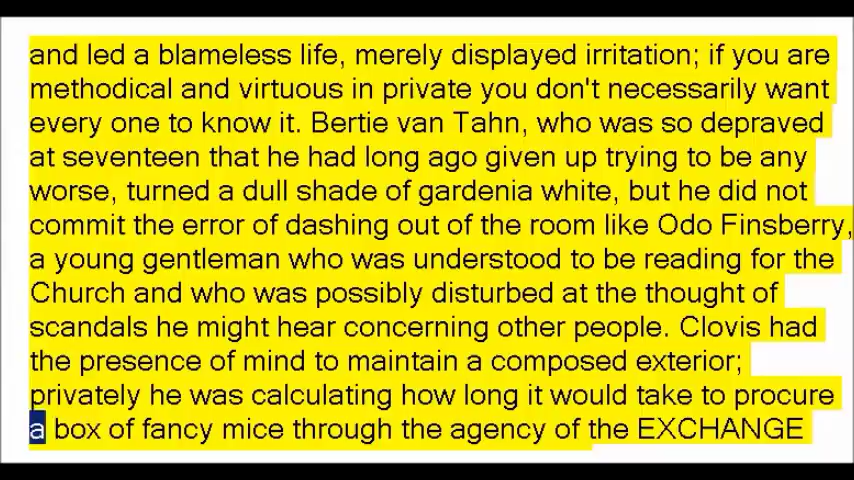 and led a blameless life, merely displayed irritation; if you are
methodical and virtuous in private you don't necessarily want
every one to know it. Bertie van Tahn, who was so depraved
at seventeen that he had long ago given up trying to be any
worse, turned a dull shade of gardenia white, but he did not
commit the error of dashing out of the room like Odo Finsberry,
a young gentleman who was understood to be reading for the
Church and who was possibly disturbed at the thought of
scandals he might hear concerning other people. Clovis had
the presence of mind to maintain a composed exterior;
privately he was calculating how long it would take to procure
a box of fancy mice through the agency of the EXCHANGE